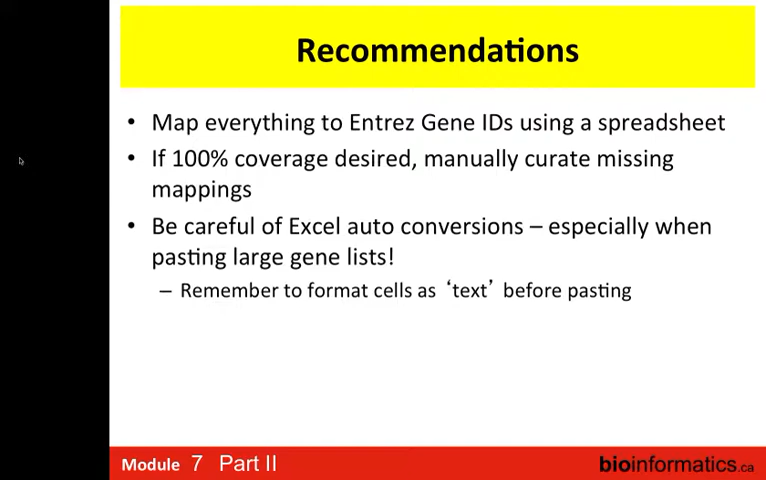 Recommendations
• Map everything to Entrez Gene IDs using a spreadsheet
• If 100% coverage desired, manually curate missing
mappings
• Be careful of Excel auto conversions – especially when
pasting large gene lists!
– Remember to format cells as ‘text’ before pasting
Module 7 Part II
bioinformatics.ca